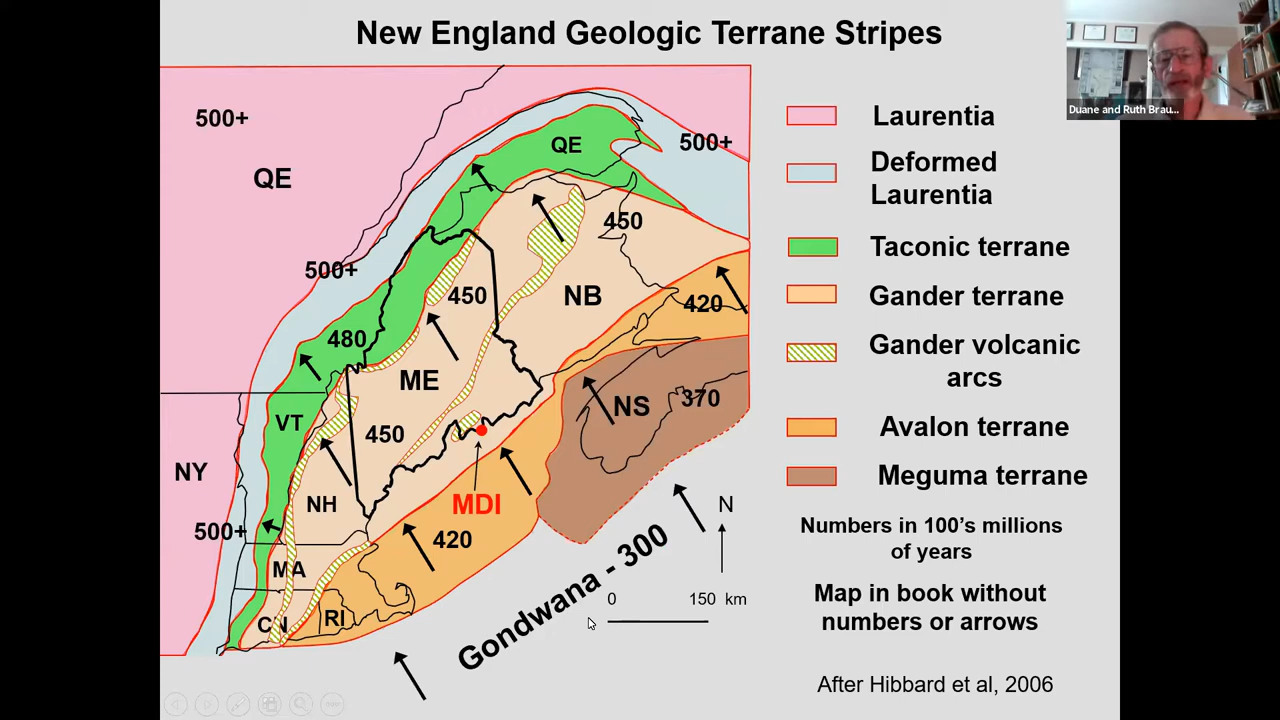 New England Geologic Terrane Stripes
Duane and Ruth Brau...
500+
QE
500+
QE
500+
450
NB
500+
450
480
420
ME
NS
370
VT
450
NY
NH
MDI
500+
420
MA
CN
RI
Gondwana - 300
N
0 150 km
Laurentia
Deformed
Laurentia
Taconic terrane
Gander terrane
Gander volcanic
arcs
Avalon terrane
Meguma terrane
Numbers in 100's millions
of years
Map in book without
numbers or arrows
After Hibbard et al, 2006